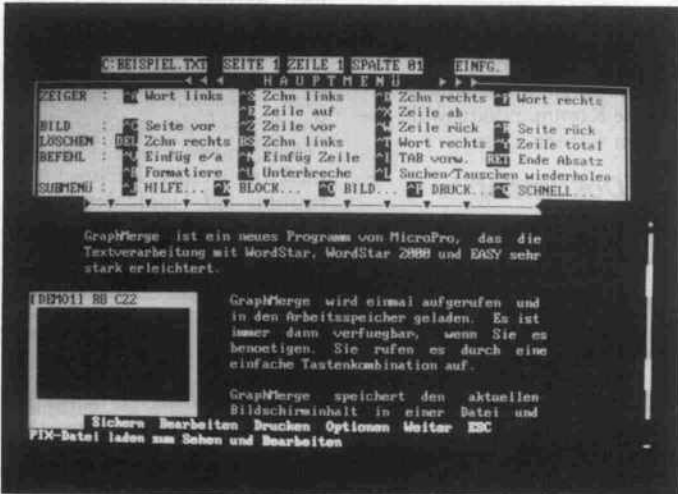 C:BEISPIEL.TXT SEITE 1 ZEILE 1 SPALTE 01 EINFG.
HAUPTMENÜ
ZEIGER : ^A Wort links ^S Zchn links ^D Zchn rechts ^F Wort rechts
^E Zeile auf ^X Zeile ab
BILD : ^C Seite vor ^Z Zeile vor ^W Zeile rück ^R Seite rück
LÖSCHEN: DEL Zchn rechts BS Zchn links ^T Wort rechts ^Y Zeile total
BEFEHL : ^V Einfüg e/a ^N Einfüg Zeile ^I TAB vorw. RET Ende Absatz
^B Formatiere ^U Unterbreche ^L Suchen/Tauschen wiederholen
SUBMENÜ: ^J HILFE... ^K BLOCK... ^O BILD... ^P DRUCK... ^Q SCHNELL...
GraphMerge ist ein neues Programm von MicroPro, das die
Textverarbeitung mit WordStar, WordStar 2000 und EASY sehr
stark erleichtert.
[DEMO1] R8 C22
GraphMerge wird einmal aufgerufen und
in den Arbeitsspeicher geladen. Es ist
immer dann verfuegbar, wenn Sie es
benoetigen. Sie rufen es durch eine
einfache Tastenkombination auf.
GraphMerge speichert den aktuellen
Bildschirminhalt in einer Datei und
Sichern Bearbeiten Drucken Optionen Weiter ESC
PIX-Datei laden zum Sehen und Bearbeiten